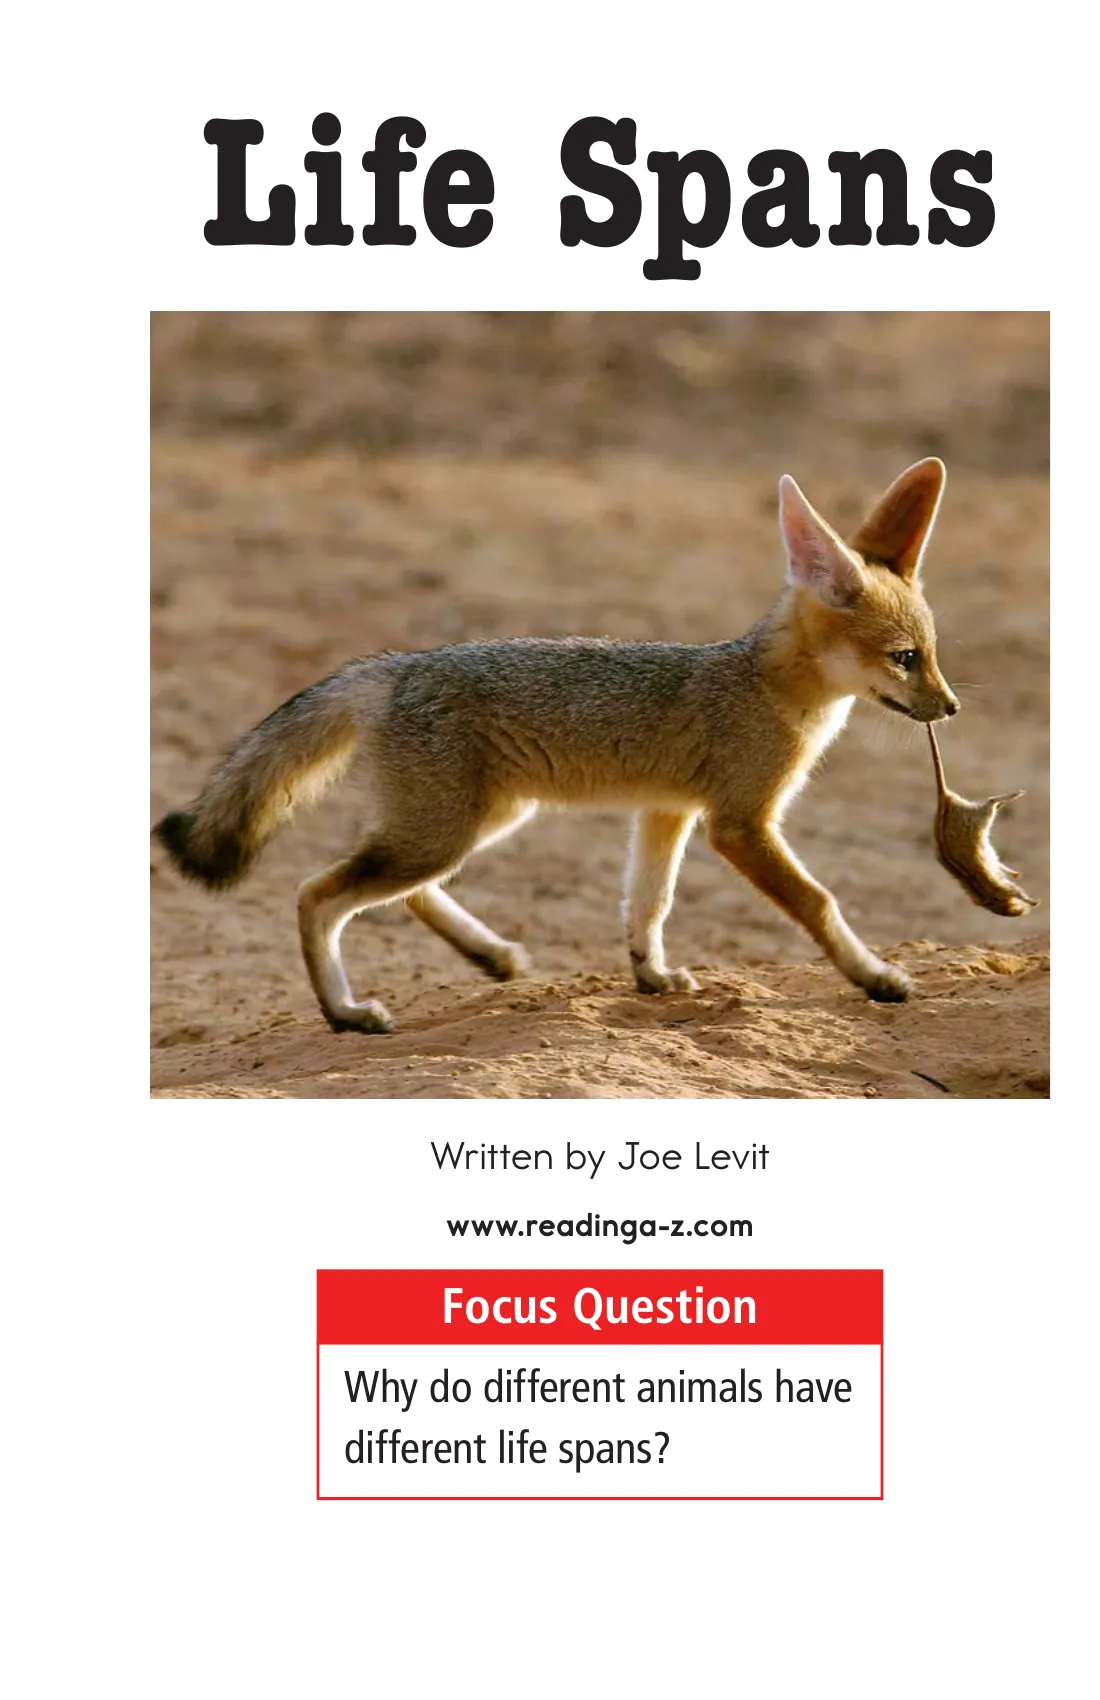 Life Spans
Written by Joe Levit
www.readinga-z.com
Focus Question
Why do different animals have
different life spans?